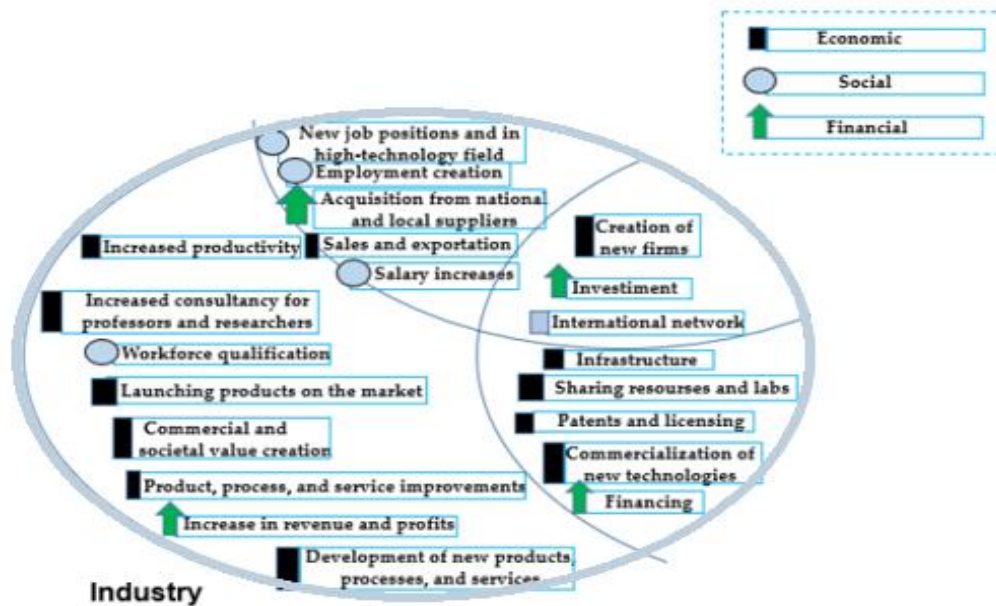 Economic
Social
Financial
New job positions and in
high-technology field
Employment creation
Acquisition from national
and local suppliers
Increased productivity
Sales and exportation
Salary increases
Creation of
new firms
Investiment
International network
Increased consultancy for
professors and researchers
Workforce qualification
Launching products on the market
Commercial and
societal value creation
Product, process, and service improvements
Increase in revenue and profits
Development of new products,
processes, and services
Infrastructure
Sharing resourses and labs
Patents and licensing
Commercialization of
new technologies
Financing
Industry